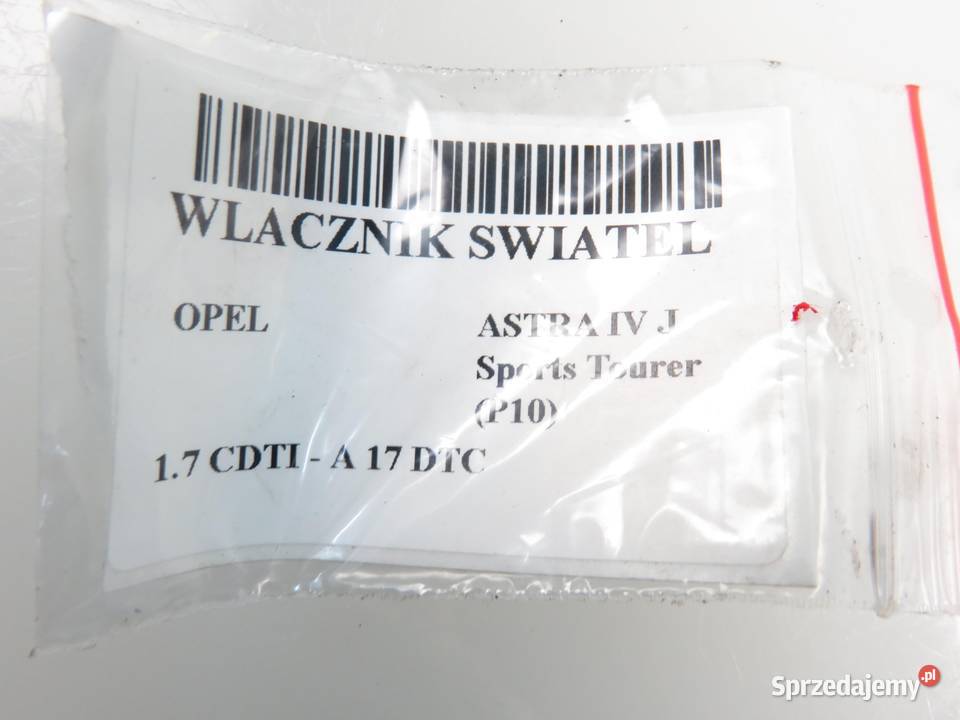 WLACZNIK SWIATEL
OPEL ASTRA IV J
Sports Tourer
(P10)
1.7 CDTI - A 17 DTC
Sprzedajemy.pl